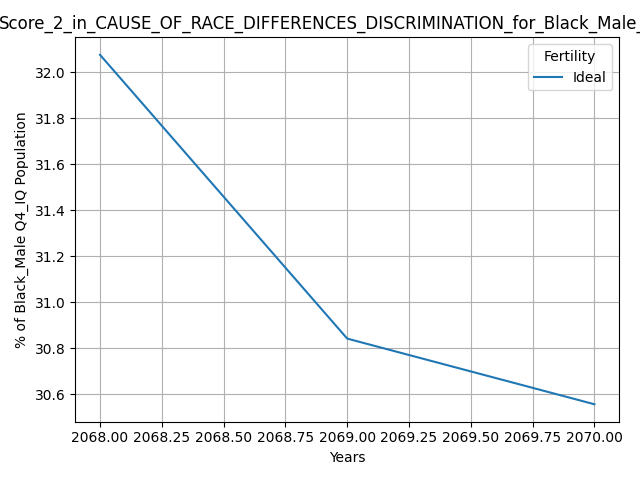 Score_2_in_CAUSE_OF_RACE_DIFFERENCES_DISCRIMINATION_for_Black_Male_
Fertility
Ideal
32.0
31.8
31.6
31.4
31.2
31.0
30.8
30.6
% of Black_Male Q4_IQ Population
2068.00 2068.25 2068.50 2068.75 2069.00 2069.25 2069.50 2069.75 2070.00
Years